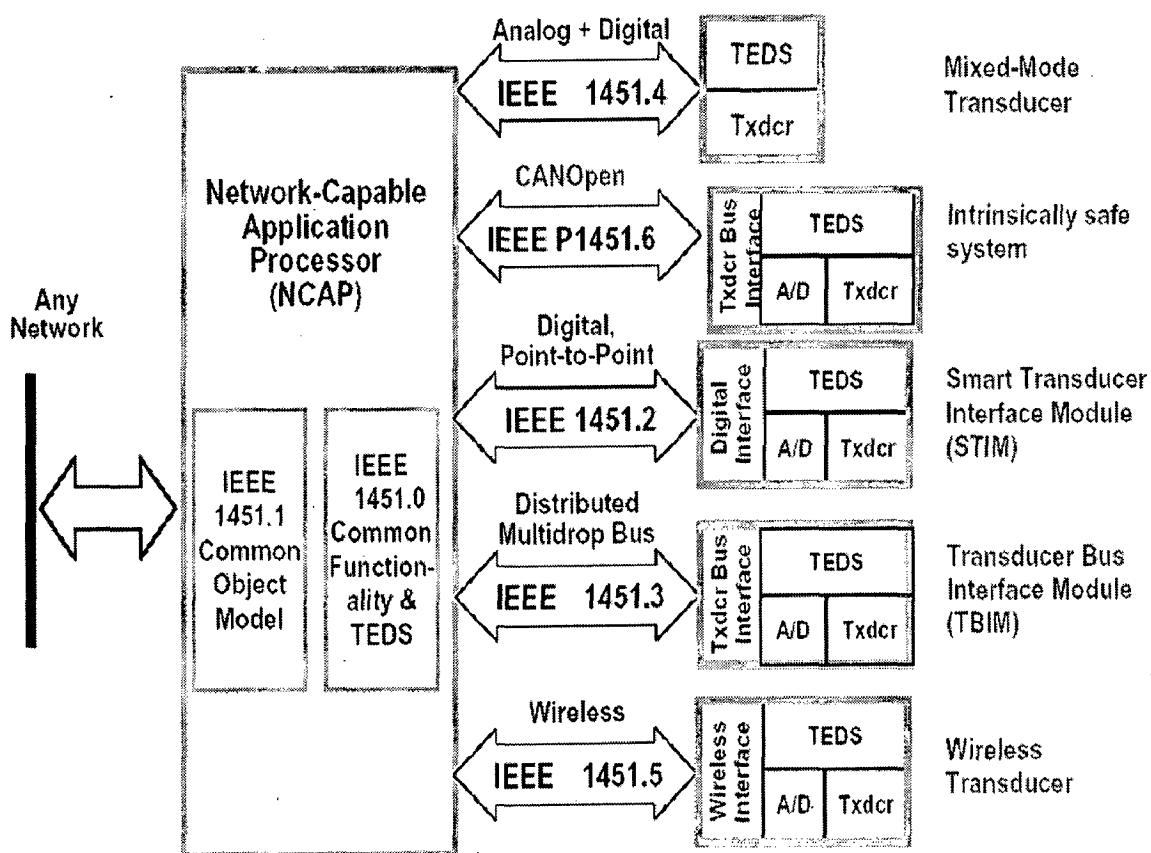 Any
Network
Network-Capable
Application
Processor
(NCAP)
IEEE
1451.1
Common
Object
Model
IEEE
1451.0
Common
Function-
ality &
TEDS
Analog + Digital
IEEE 1451.4
TEDS
Txdcr
Mixed-Mode
Transducer
CANOpen
IEEE P1451.6
Txdcr Bus
Interface
TEDS
A/D
Txdcr
Intrinsically safe
system
Digital,
Point-to-Point
IEEE 1451.2
Digital
Interface
TEDS
A/D
Txdcr
Smart Transducer
Interface Module
(STIM)
Distributed
Multidrop Bus
IEEE 1451.3
Txdcr Bus
Interface
TEDS
A/D
Txdcr
Transducer Bus
Interface Module
(TBIM)
Wireless
IEEE 1451.5
Wireless
Interface
TEDS
A/D
Txdcr
Wireless
Transducer